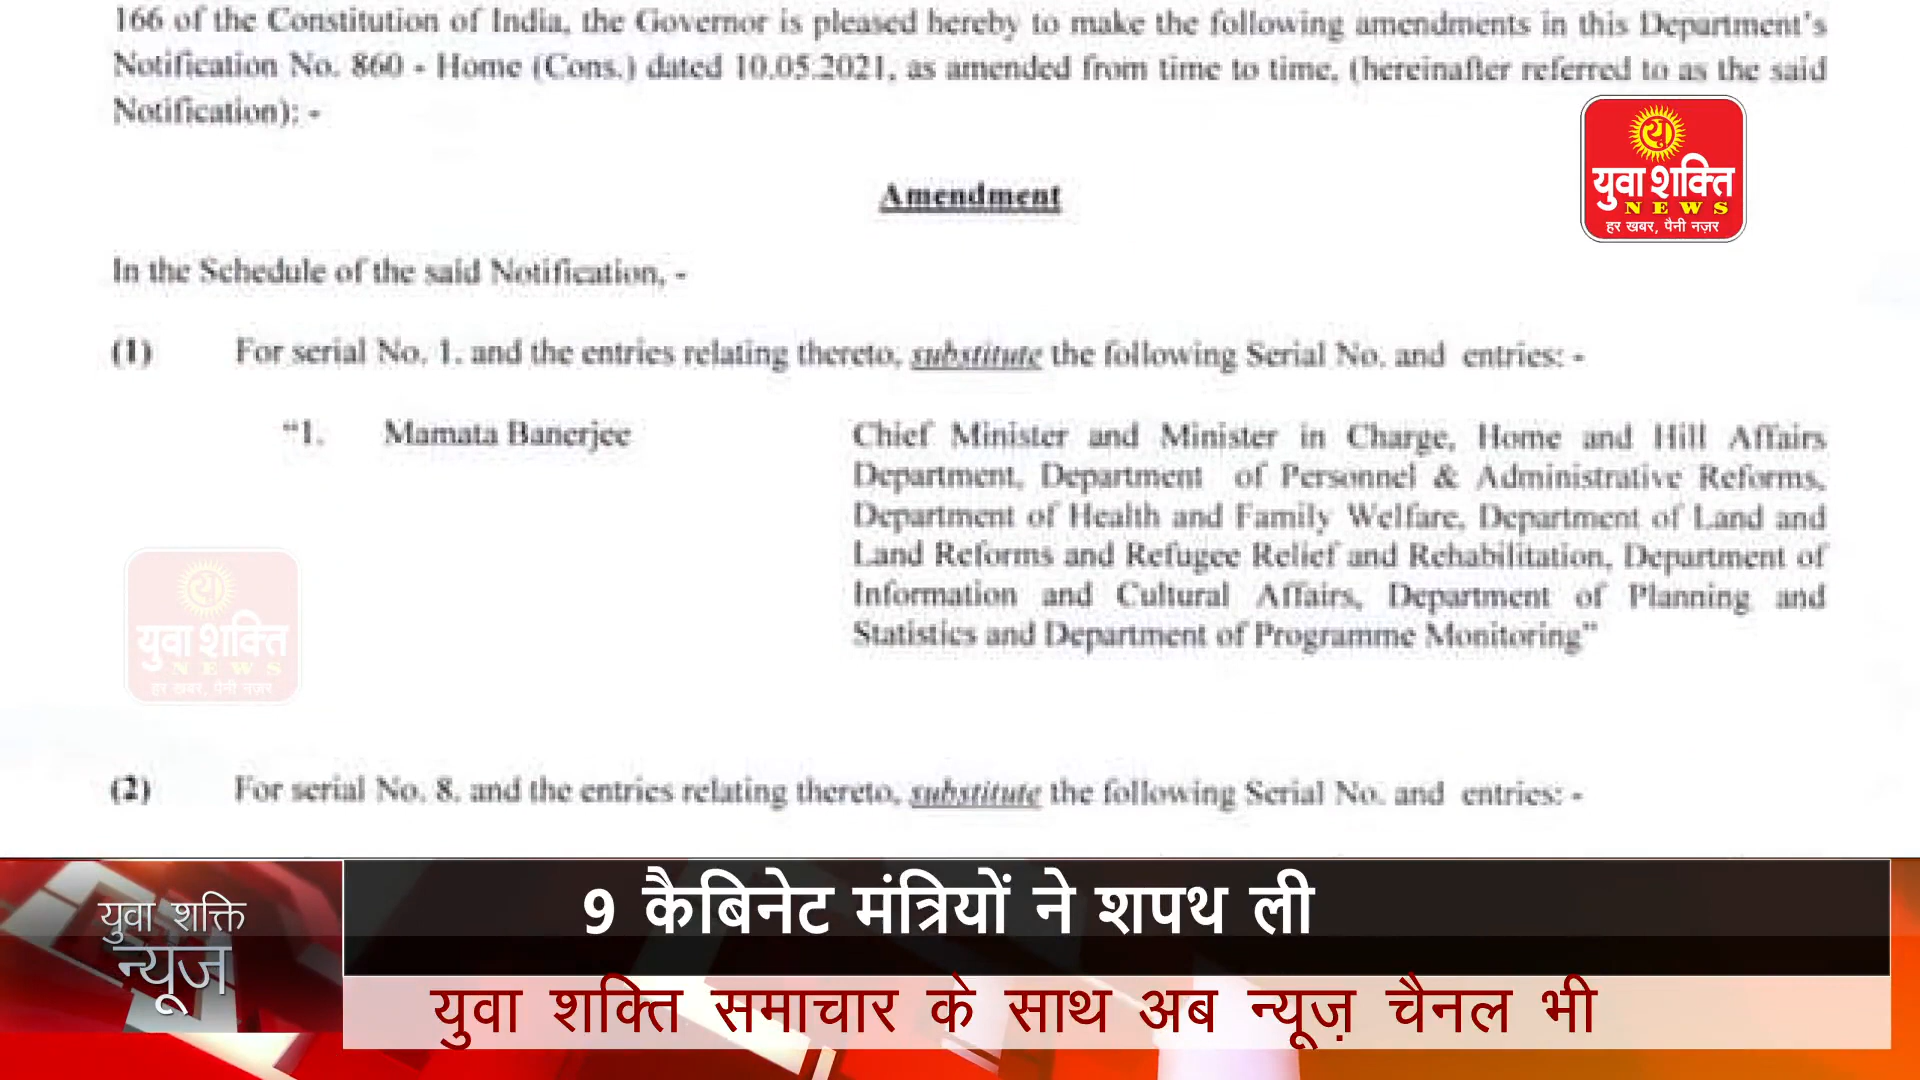 166 of the Constitution of India, the Governor is pleased hereby to make the following amendments in this Department's
Notification No. 860 - Home (Cons.) dated 10.05.2021, as amended from time to time, (hereinafter referred to as the said
Notification): -
युवा शक्ति
NEWS
हर खबर, पैनी नज़र
Amendment
In the Schedule of the said Notification, -
(1) For serial No. 1. and the entries relating thereto, substitute the following Serial No. and entries: -
“1. Mamata Banerjee Chief Minister and Minister in Charge, Home and Hill Affairs
Department, Department of Personnel & Administrative Reforms,
Department of Health and Family Welfare, Department of Land and
Land Reforms and Refugee Relief and Rehabilitation, Department of
Information and Cultural Affairs, Department of Planning and
Statistics and Department of Programme Monitoring”
युवा शक्ति
NEWS
हर खबर, पैनी नज़र
(2) For serial No. 8. and the entries relating thereto, substitute the following Serial No. and entries: -
युवा शक्ति
न्यूज
9 कैबिनेट मंत्रियों ने शपथ ली
युवा शक्ति समाचार के साथ अब न्यूज़ चैनल भी